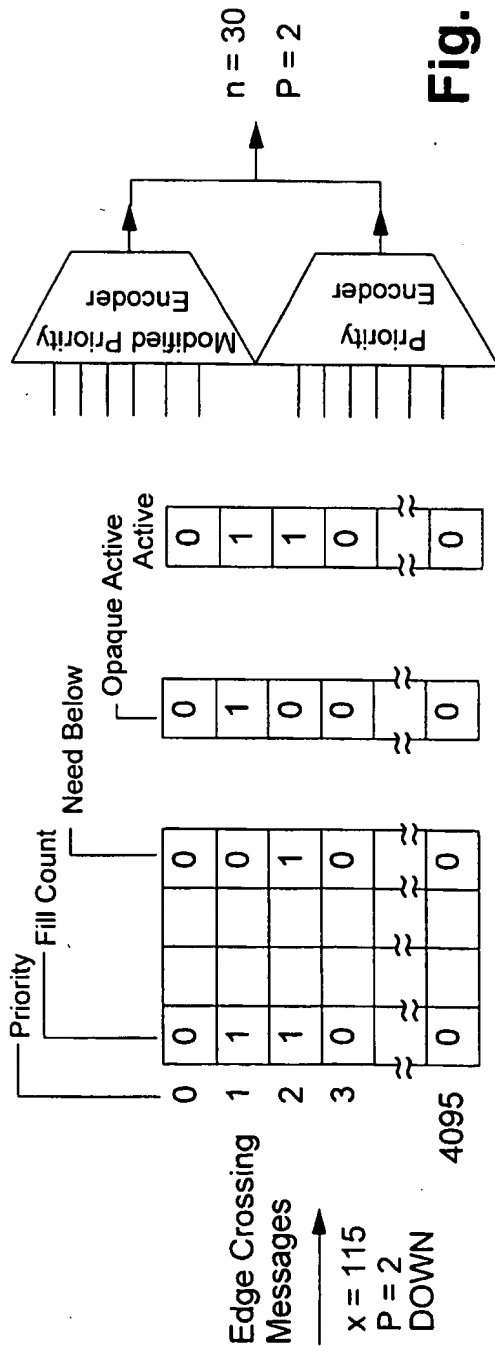 Priority
Fill Count
Need Below
Opaque Active
Active
Edge Crossing
Messages
x = 115
P = 2
DOWN
0 0 0 0 0
1 1 0 1 1
2 1 1 0 1
3 0 0 0 0
4095 0 0 0 0
Modified Priority
Encoder
Priority
Encoder
n = 30
P = 2
Fig.